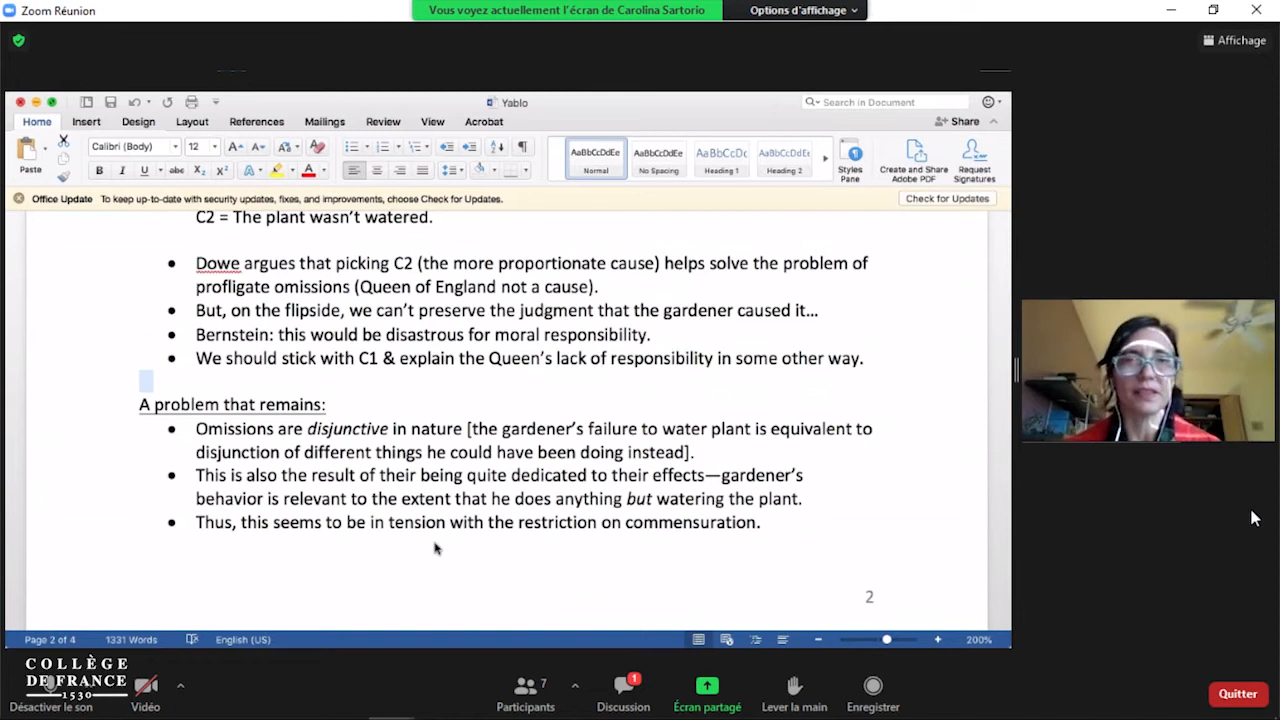 Zoom Réunion
Vous voyez actuellement l'écran de Carolina Sartorio
Options d'affichage
Affichage
Yablo
Search in Document
Home Insert Design Layout References Mailings Review View Acrobat
Share
Calibri (Body) 12
AaBbCcDdEe AaBbCcDdEe AaBbCcDc AaBbCcDdEe
Paste
Normal No Spacing Heading 1 Heading 2
Styles Pane
Create and Share Adobe PDF
Request Signatures
Office Update To keep up-to-date with security updates, fixes, and improvements, choose Check for Updates.
Check for Updates
C2 = The plant wasn't watered.
• Dowe argues that picking C2 (the more proportionate cause) helps solve the problem of
profligate omissions (Queen of England not a cause).
• But, on the flipside, we can't preserve the judgment that the gardener caused it...
• Bernstein: this would be disastrous for moral responsibility.
• We should stick with C1 & explain the Queen's lack of responsibility in some other way.
A problem that remains:
• Omissions are disjunctive in nature [the gardener's failure to water plant is equivalent to
disjunction of different things he could have been doing instead].
• This is also the result of their being quite dedicated to their effects—gardener's
behavior is relevant to the extent that he does anything but watering the plant.
• Thus, this seems to be in tension with the restriction on commensuration.
2
Page 2 of 4 1331 Words English (US)
200%
COLLÈGE
DE FRANCE
1530
7
1
Désactiver le son Vidéo Participants Discussion Écran partagé Lever la main Enregistrer
Quitter